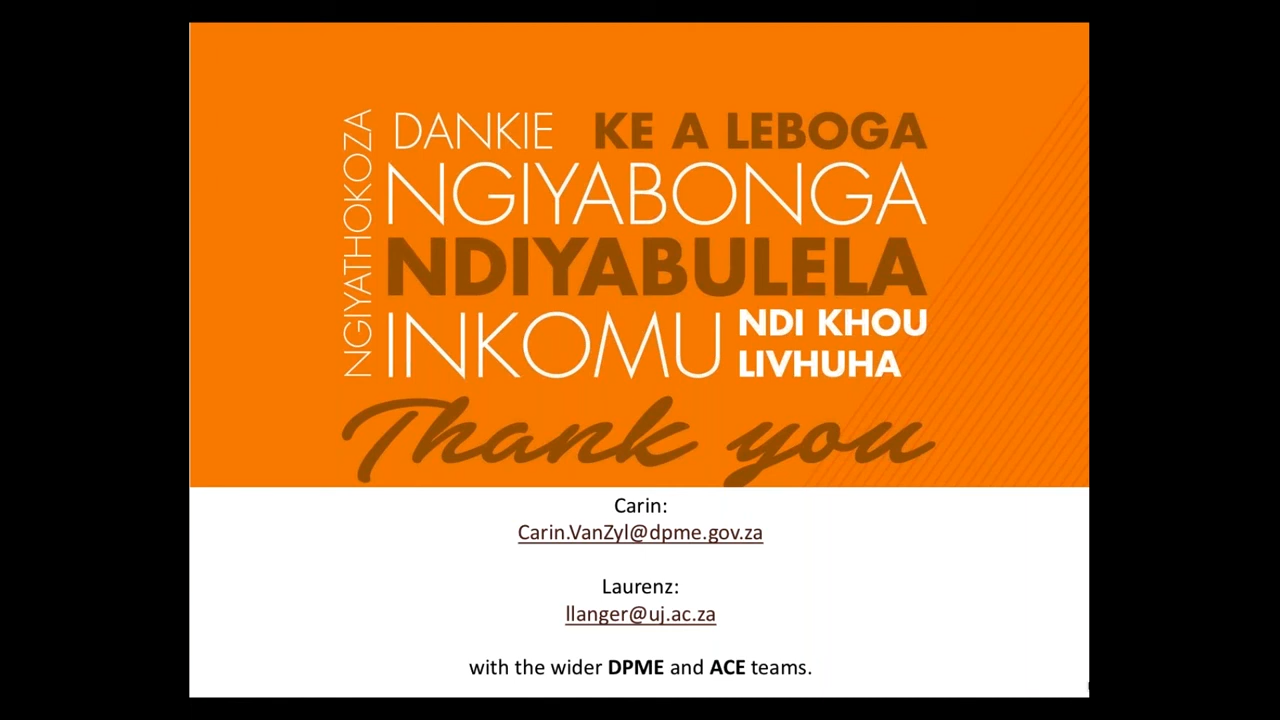 NGIYATHOKOZA
DANKIE KE A LEBOGA
NGIYABONGA
NDIYABULELA
INKOMU
NDI KHOU
LIVHUHA
Thank you
Carin:
Carin.VanZyl@dpme.gov.za
Laurenz:
llanger@uj.ac.za
with the wider DPME and ACE teams.